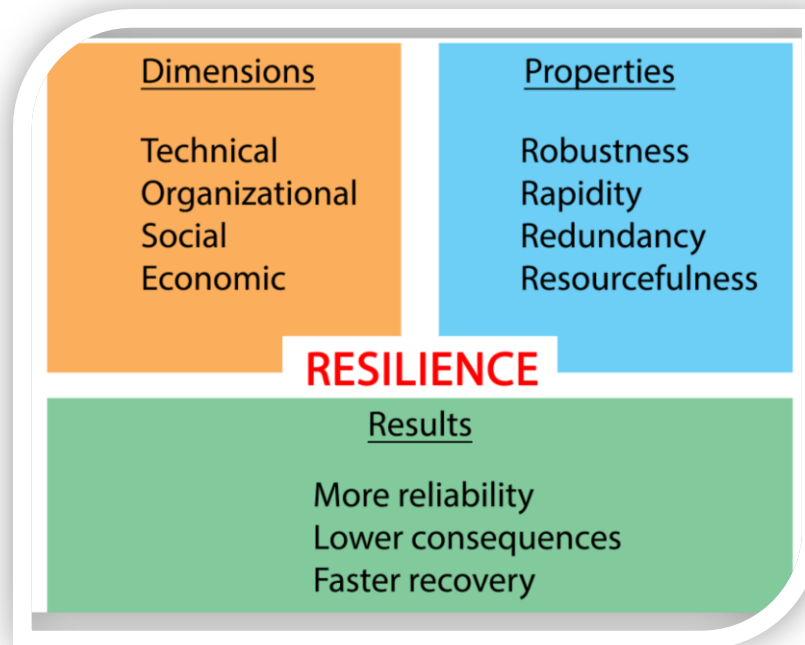 Dimensions
Technical
Organizational
Social
Economic
Properties
Robustness
Rapidity
Redundancy
Resourcefulness
RESILIENCE
Results
More reliability
Lower consequences
Faster recovery